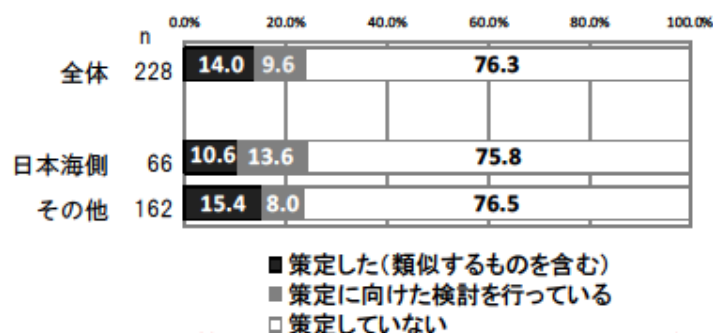 0.0% 20.0% 40.0% 60.0% 80.0% 100.0%
n
全体 228 14.0 9.6 76.3
日本海側 66 10.6 13.6 75.8
その他 162 15.4 8.0 76.5
■策定した(類似するものを含む)
■策定に向けた検討を行っている
□策定していない